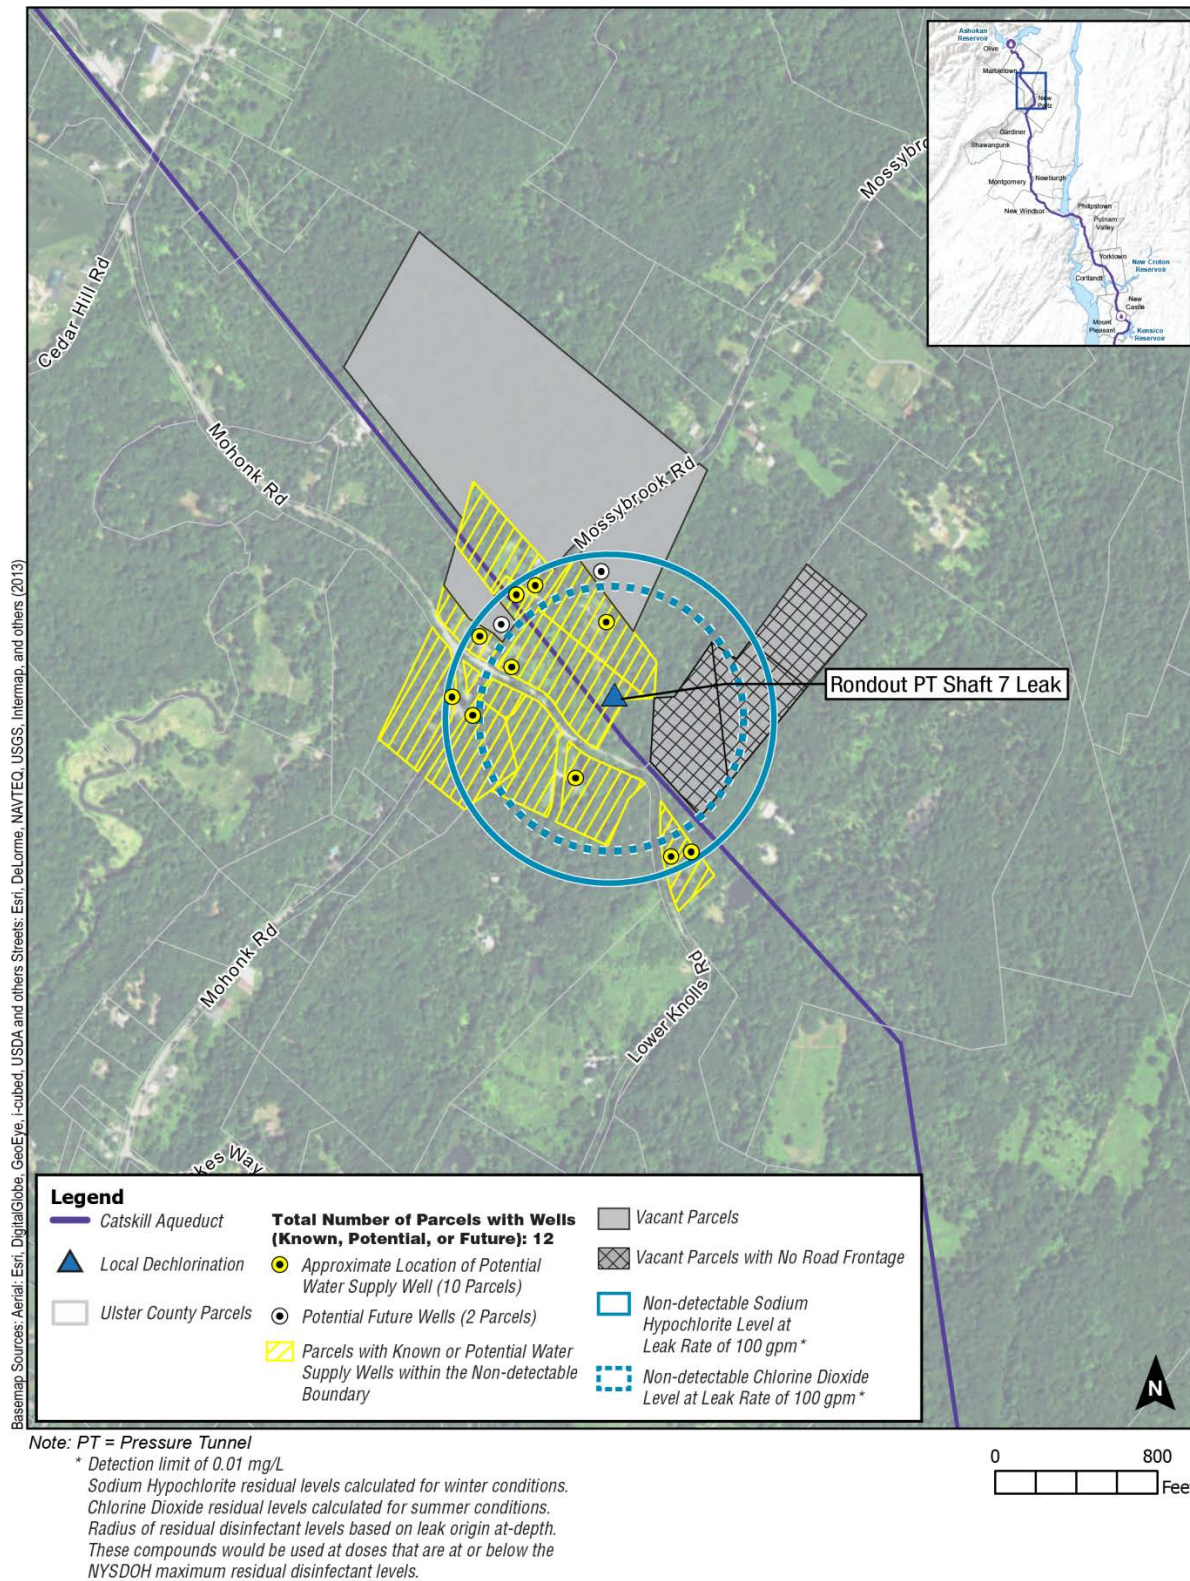 Ashokan
Reservoir
Olive
Marbletown
New
Paltz
Gardiner
Shawangunk
Montgomery
Newburgh
New Windsor
Philipstown
Putnam
Valley
Yorktown
New Croton
Reservoir
Cortlandt
New
Castle
Mount
Pleasant
Kensico
Reservoir
Cedar Hill Rd
Mohonk Rd
Mossybrook Rd
Rondout PT Shaft 7 Leak
Mohonk Rd
Lower Knolls Rd
Way
Basemap Sources: Aerial: Esri, DigitalGlobe, GeoEye, i-cubed, USDA and others Streets: Esri, DeLorme, NAVTEQ, USGS, Intermap, and others (2013)
Legend
Catskill Aqueduct
Local Dechlorination
Ulster County Parcels
Total Number of Parcels with Wells
(Known, Potential, or Future): 12
Approximate Location of Potential
Water Supply Well (10 Parcels)
Potential Future Wells (2 Parcels)
Parcels with Known or Potential Water
Supply Wells within the Non-detectable
Boundary
Vacant Parcels
Vacant Parcels with No Road Frontage
Non-detectable Sodium
Hypochlorite Level at
Leak Rate of 100 gpm*
Non-detectable Chlorine Dioxide
Level at Leak Rate of 100 gpm*
N
0 800
Feet
Note: PT = Pressure Tunnel
* Detection limit of 0.01 mg/L
Sodium Hypochlorite residual levels calculated for winter conditions.
Chlorine Dioxide residual levels calculated for summer conditions.
Radius of residual disinfectant levels based on leak origin at-depth.
These compounds would be used at doses that are at or below the
NYSDOH maximum residual disinfectant levels.